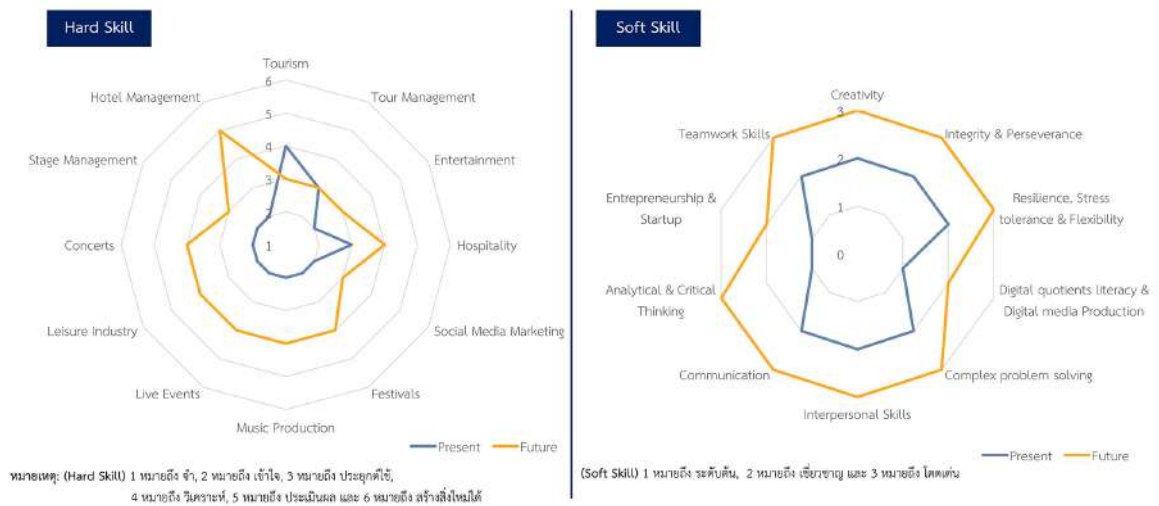 Hard Skill
Tourism
6
Hotel Management
Tour Management
5
Stage Management
4
Entertainment
3
2
Concerts
1
Hospitality
Leisure Industry
Social Media Marketing
Live Events
Festivals
Music Production
Present
Future
หมายเหตุ: (Hard Skill) 1 หมายถึง จำ, 2 หมายถึง เข้าใจ, 3 หมายถึง ประยุกต์ใช้,
4 หมายถึง วิเคราะห์, 5 หมายถึง ประเมินผล และ 6 หมายถึง สร้างสิ่งใหม่ได้
Soft Skill
Creativity
3
Teamwork Skills
Integrity & Perseverance
2
Entrepreneurship &
Startup
Resilience, Stress
tolerance & Flexibility
1
0
Analytical & Critical
Thinking
Digital quotients literacy &
Digital media Production
Communication
Complex problem solving
Interpersonal Skills
Present
Future
(Soft Skill) 1 หมายถึง ระดับต้น, 2 หมายถึง เชี่ยวชาญ และ 3 หมายถึง โดดเด่น